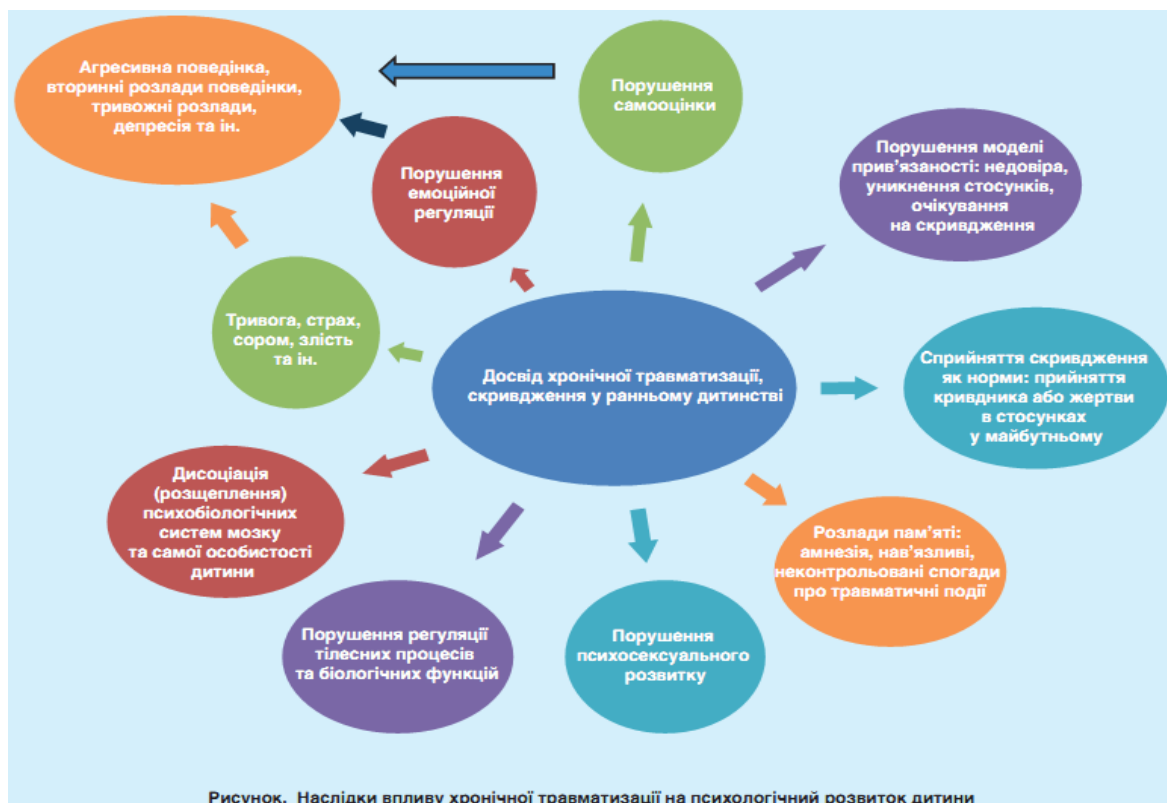 Агресивна поведінка,
вторинні розлади поведінки,
тривожні розлади,
депресія та ін.
Порушення
самооцінки
Порушення
емоційної
регуляції
Порушення моделі
прив’язаності: недовіра,
уникнення стосунків,
очікування
на скривдження
Тривога, страх,
сором, злість
та ін.
Досвід хронічної травматизації,
скривдження у ранньому дитинстві
Сприйняття скривдження
як норми: прийняття
кривдника або жертви
в стосунках
у майбутньому
Дисоціація
(розщеплення)
психобіологічних
систем мозку
та самої особистості
дитини
Розлади пам’яті:
амнезія, нав’язливі,
неконтрольовані спогади
про травматичні події
Порушення регуляції
тілесних процесів
та біологічних функцій
Порушення
психосексуального
розвитку
Рисунок. Наслідки впливу хронічної травматизації на психологічний розвиток дитини